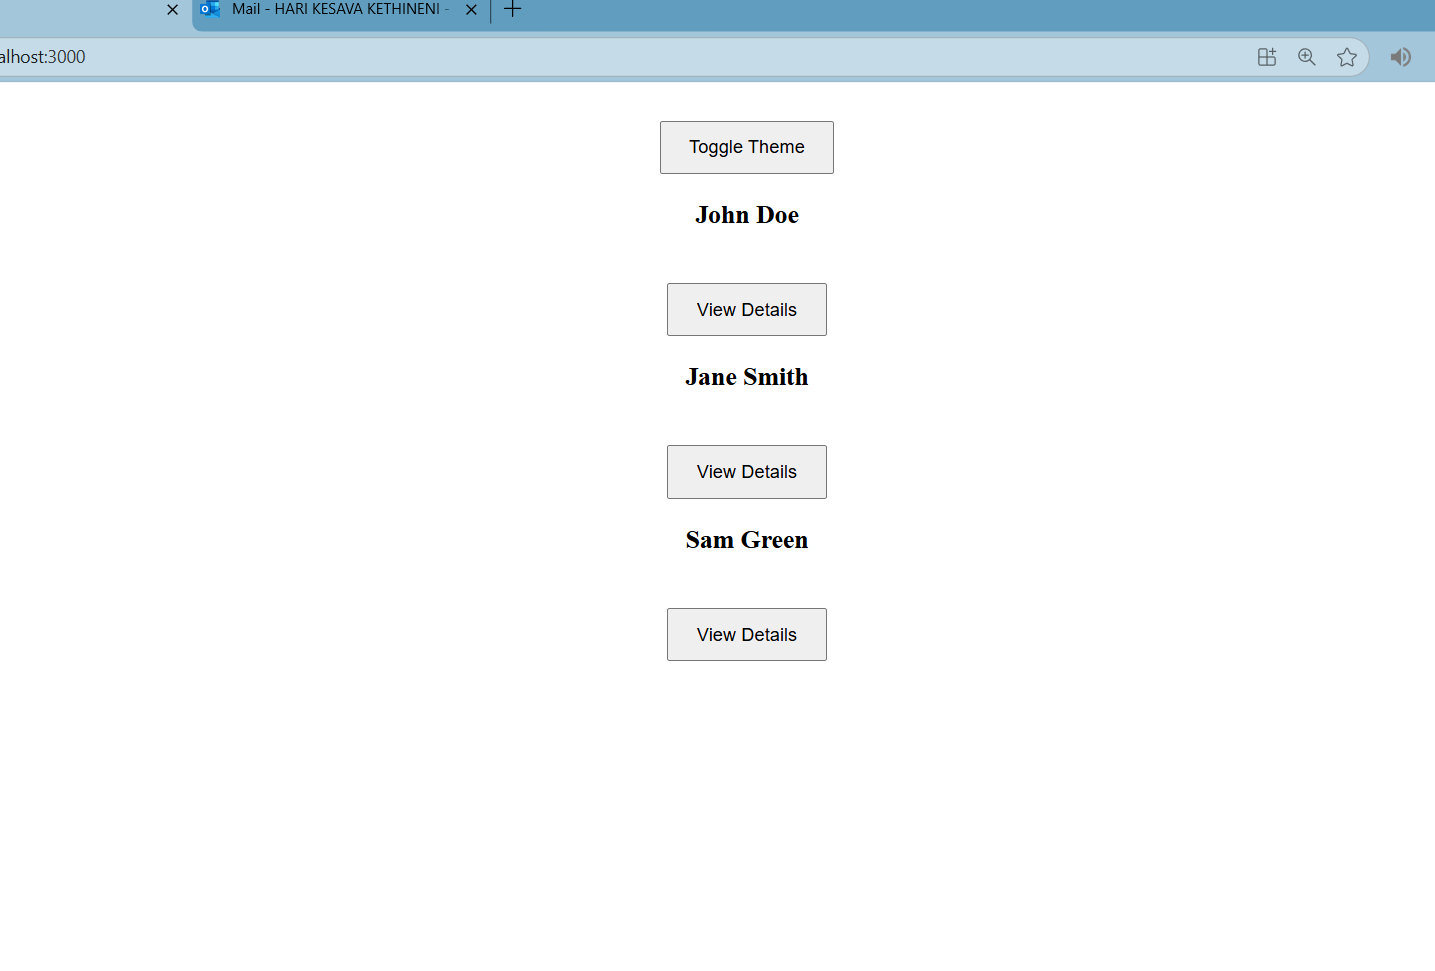 Mail - HARI KESAVA KETHINENI -
alhost:3000
Toggle Theme
John Doe
View Details
Jane Smith
View Details
Sam Green
View Details